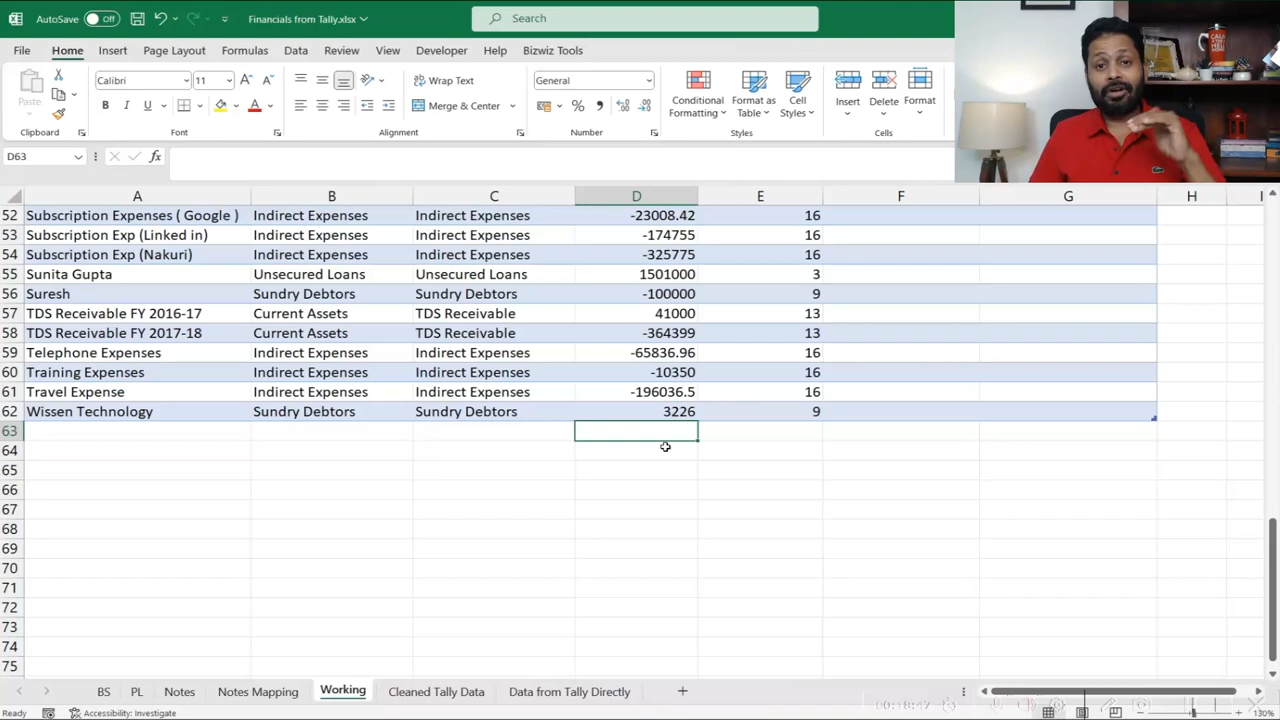 AutoSave Off Financials from Tally.xlsx Search
File Home Insert Page Layout Formulas Data Review View Developer Help Bizwiz Tools
Paste Calibri 11 Wrap Text General Conditional Formatting Format as Table Cell Styles Insert Delete Format
B I U A Merge & Center % ,
Clipboard Font Alignment Number Styles Cells
D63 fx
A B C D E F G H I
52 Subscription Expenses ( Google ) Indirect Expenses Indirect Expenses -23008.42 16
53 Subscription Exp (Linked in) Indirect Expenses Indirect Expenses -174755 16
54 Subscription Exp (Nakuri) Indirect Expenses Indirect Expenses -325775 16
55 Sunita Gupta Unsecured Loans Unsecured Loans 1501000 3
56 Suresh Sundry Debtors Sundry Debtors -100000 9
57 TDS Receivable FY 2016-17 Current Assets TDS Receivable 41000 13
58 TDS Receivable FY 2017-18 Current Assets TDS Receivable -364399 13
59 Telephone Expenses Indirect Expenses Indirect Expenses -65836.96 16
60 Training Expenses Indirect Expenses Indirect Expenses -10350 16
61 Travel Expense Indirect Expenses Indirect Expenses -196036.5 16
62 Wissen Technology Sundry Debtors Sundry Debtors 3226 9
63
64
65
66
67
68
69
70
71
72
73
74
75
BS PL Notes Notes Mapping Working Cleaned Tally Data Data from Tally Directly
Ready Accessibility: Investigate 00:18:47 130%